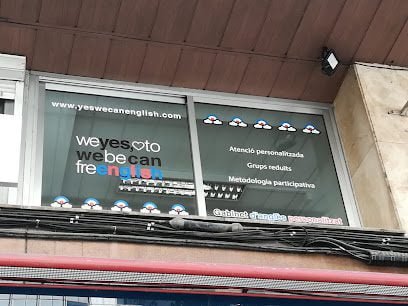 www.yeswecanenglish.com
weyes,♥to
webecan
freenglish
Atenció personalitzada
Grups reduïts
Metodologia participativa
Gabinet d'anglès personalitzat